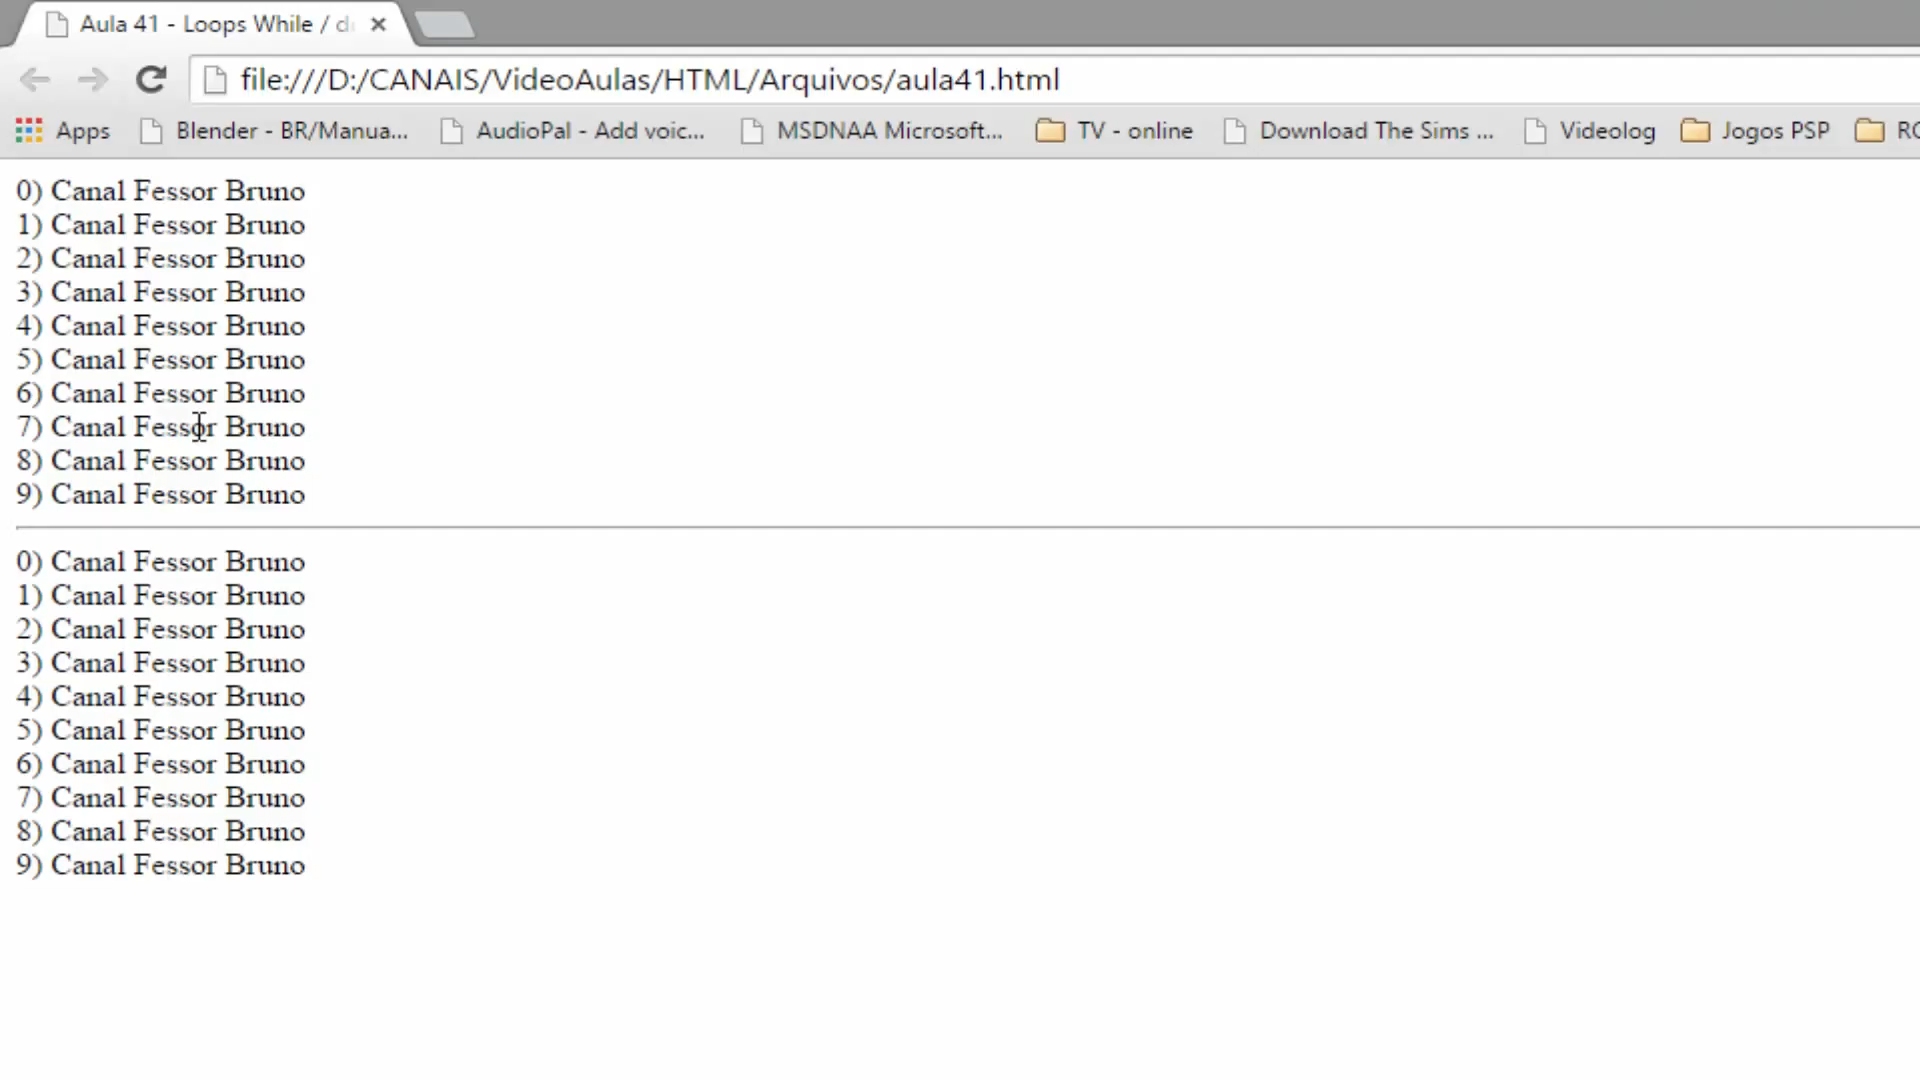 Aula 41 - Loops While / d
file:///D:/CANAIS/VideoAulas/HTML/Arquivos/aula41.html
Apps Blender - BR/Manua... AudioPal - Add voic... MSDNAA Microsoft... TV - online Download The Sims ... Videolog Jogos PSP
0) Canal Fessor Bruno
1) Canal Fessor Bruno
2) Canal Fessor Bruno
3) Canal Fessor Bruno
4) Canal Fessor Bruno
5) Canal Fessor Bruno
6) Canal Fessor Bruno
7) Canal Fessor Bruno
8) Canal Fessor Bruno
9) Canal Fessor Bruno
0) Canal Fessor Bruno
1) Canal Fessor Bruno
2) Canal Fessor Bruno
3) Canal Fessor Bruno
4) Canal Fessor Bruno
5) Canal Fessor Bruno
6) Canal Fessor Bruno
7) Canal Fessor Bruno
8) Canal Fessor Bruno
9) Canal Fessor Bruno